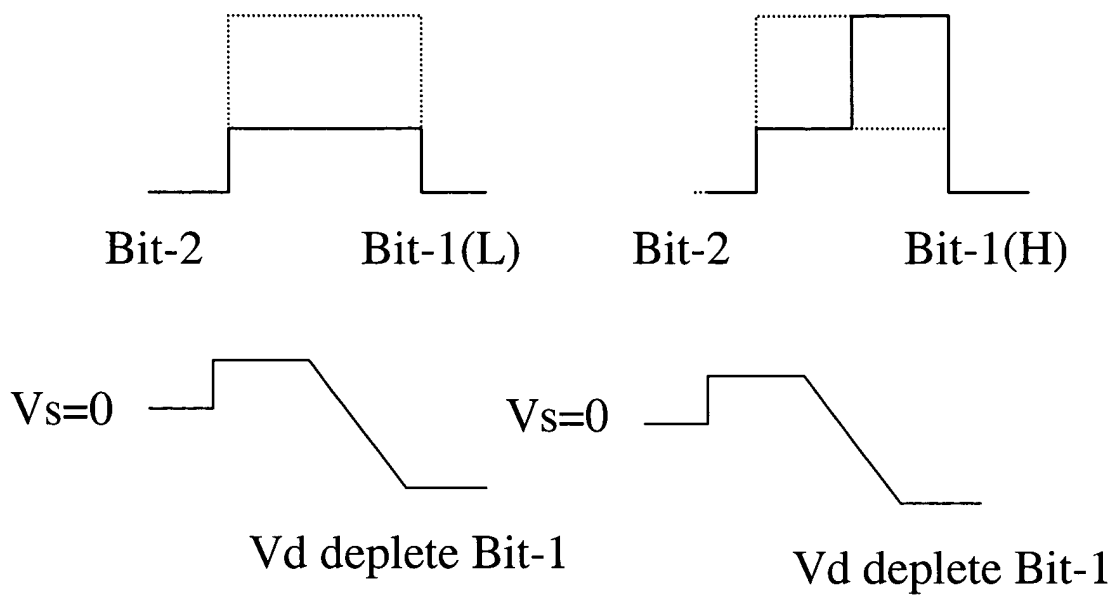 Bit-2 Bit-1(L) Bit-2 Bit-1(H)
Vs=0 Vs=0
Vd deplete Bit-1 Vd deplete Bit-1